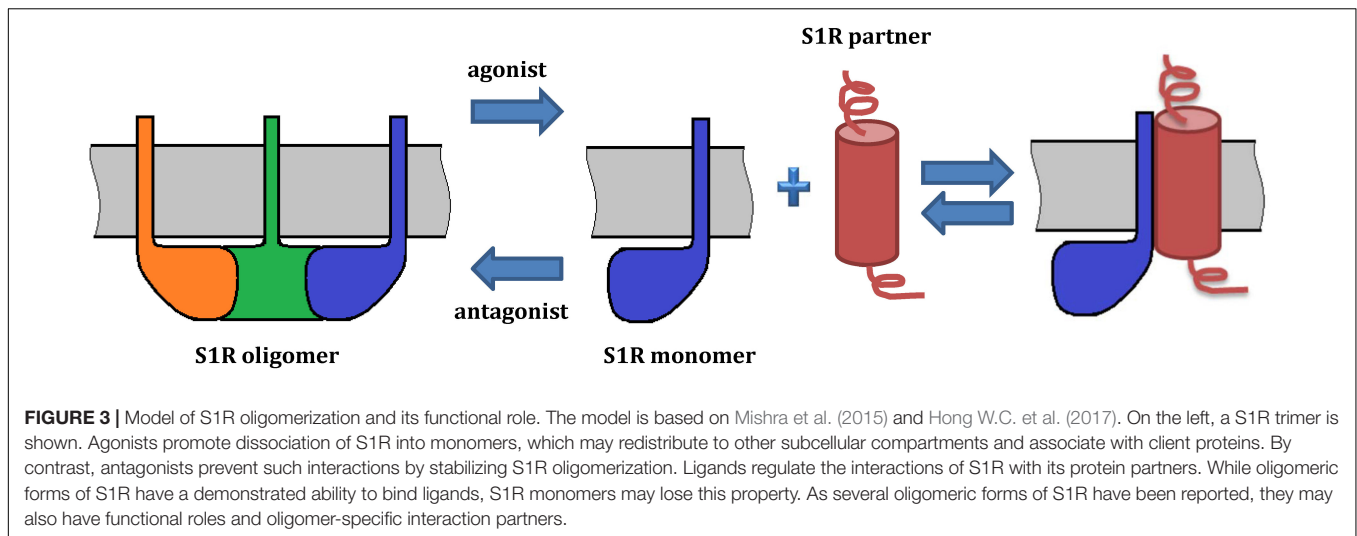 S1R partner
agonist
antagonist
S1R oligomer
S1R monomer
FIGURE 3 | Model of S1R oligomerization and its functional role. The model is based on Mishra et al. (2015) and Hong W.C. et al. (2017). On the left, a S1R trimer is
shown. Agonists promote dissociation of S1R into monomers, which may redistribute to other subcellular compartments and associate with client proteins. By
contrast, antagonists prevent such interactions by stabilizing S1R oligomerization. Ligands regulate the interactions of S1R with its protein partners. While oligomeric
forms of S1R have a demonstrated ability to bind ligands, S1R monomers may lose this property. As several oligomeric forms of S1R have been reported, they may
also have functional roles and oligomer-specific interaction partners.